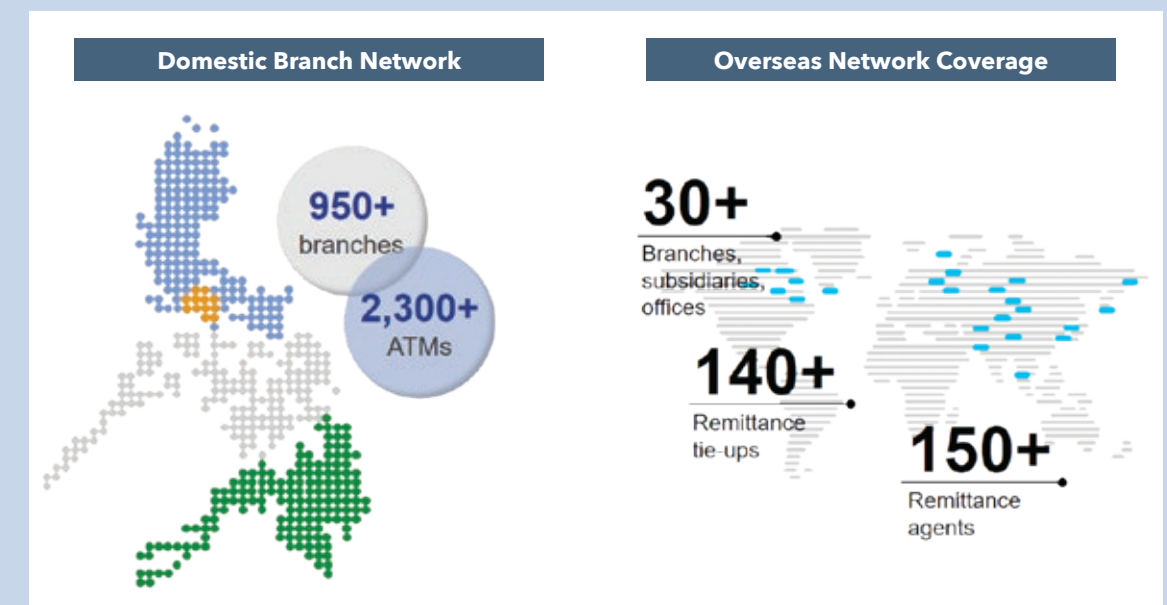 Domestic Branch Network
950+
branches
2,300+
ATMs
Overseas Network Coverage
30+
Branches,
subsidiaries,
offices
140+
Remittance
tie-ups
150+
Remittance
agents